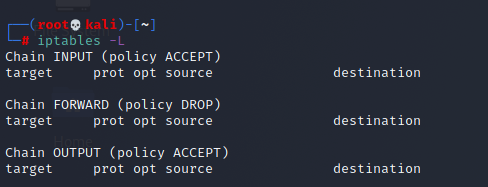 ┌──(root💀kali)-[~]
└─# iptables -L
Chain INPUT (policy ACCEPT)
target     prot opt source               destination

Chain FORWARD (policy DROP)
target     prot opt source               destination

Chain OUTPUT (policy ACCEPT)
target     prot opt source               destination